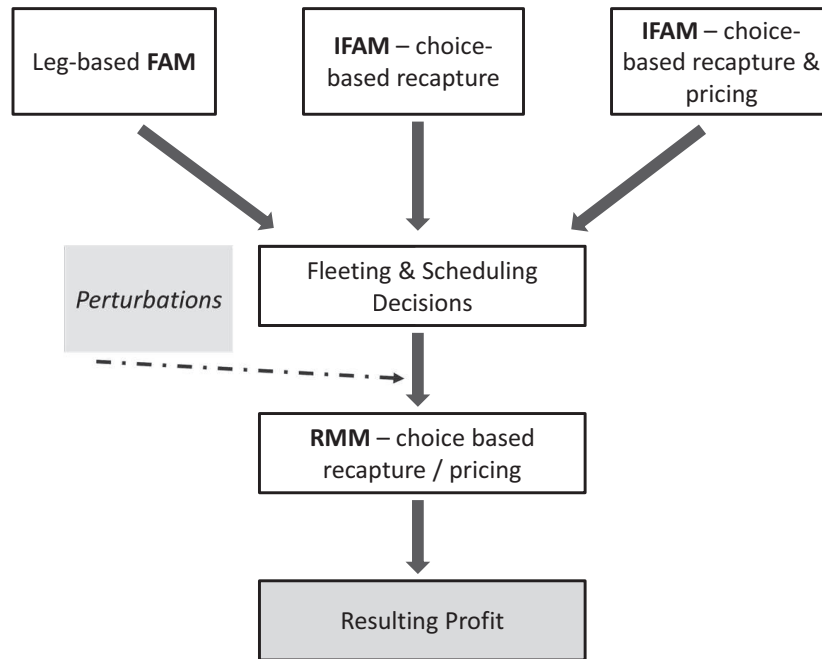 Leg-based FAM
IFAM – choice-
based recapture
IFAM – choice-
based recapture &
pricing
Perturbations
Fleeting & Scheduling
Decisions
RMM – choice based
recapture / pricing
Resulting Profit